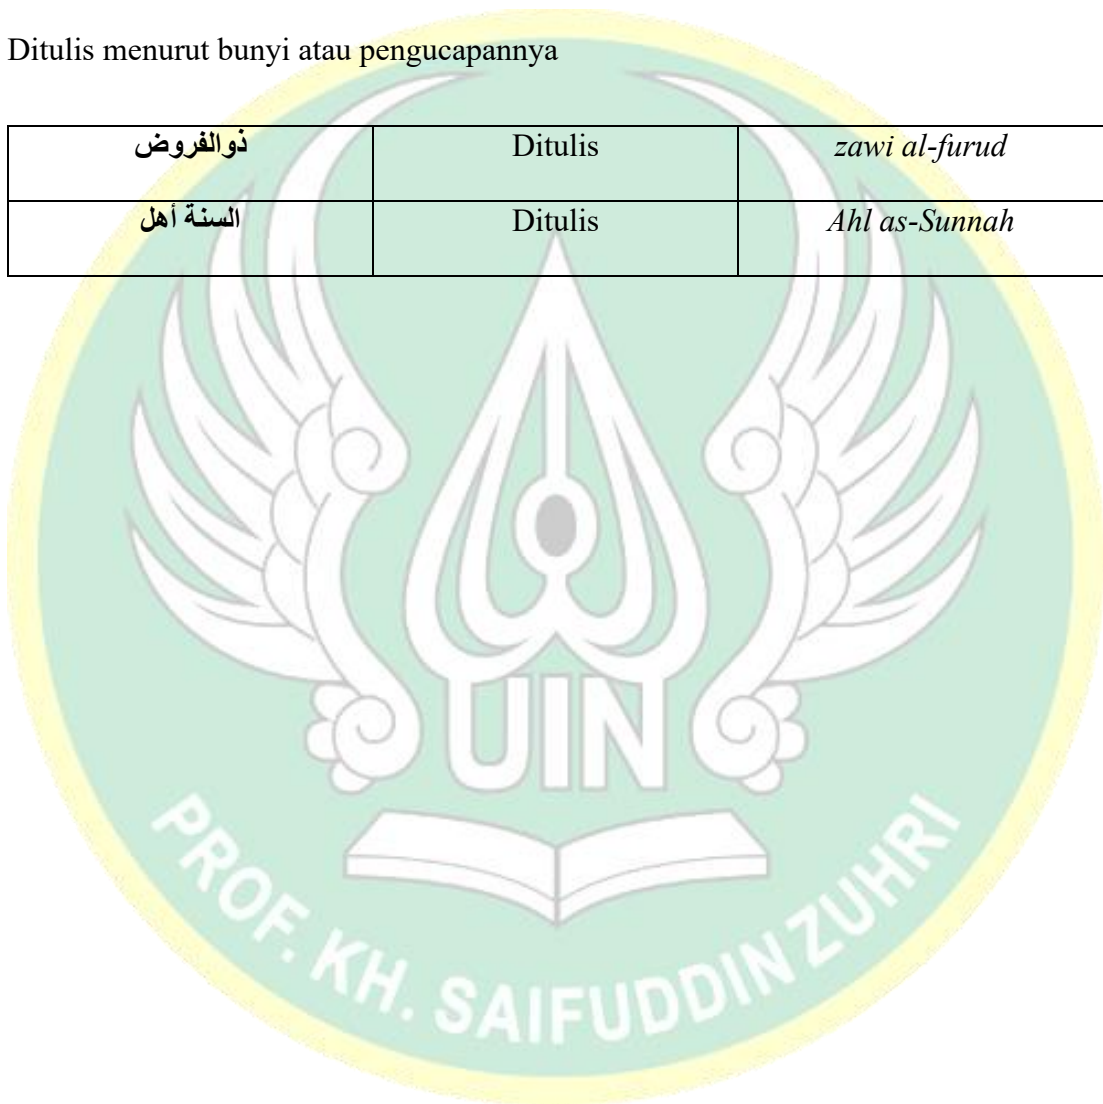 Ditulis menurut bunyi atau pengucapannya
ذوالفروض Ditulis zawi al-furud
السنة أهل Ditulis Ahl as-Sunnah
UIN
PROF. KH. SAIFUDDIN ZUHRI